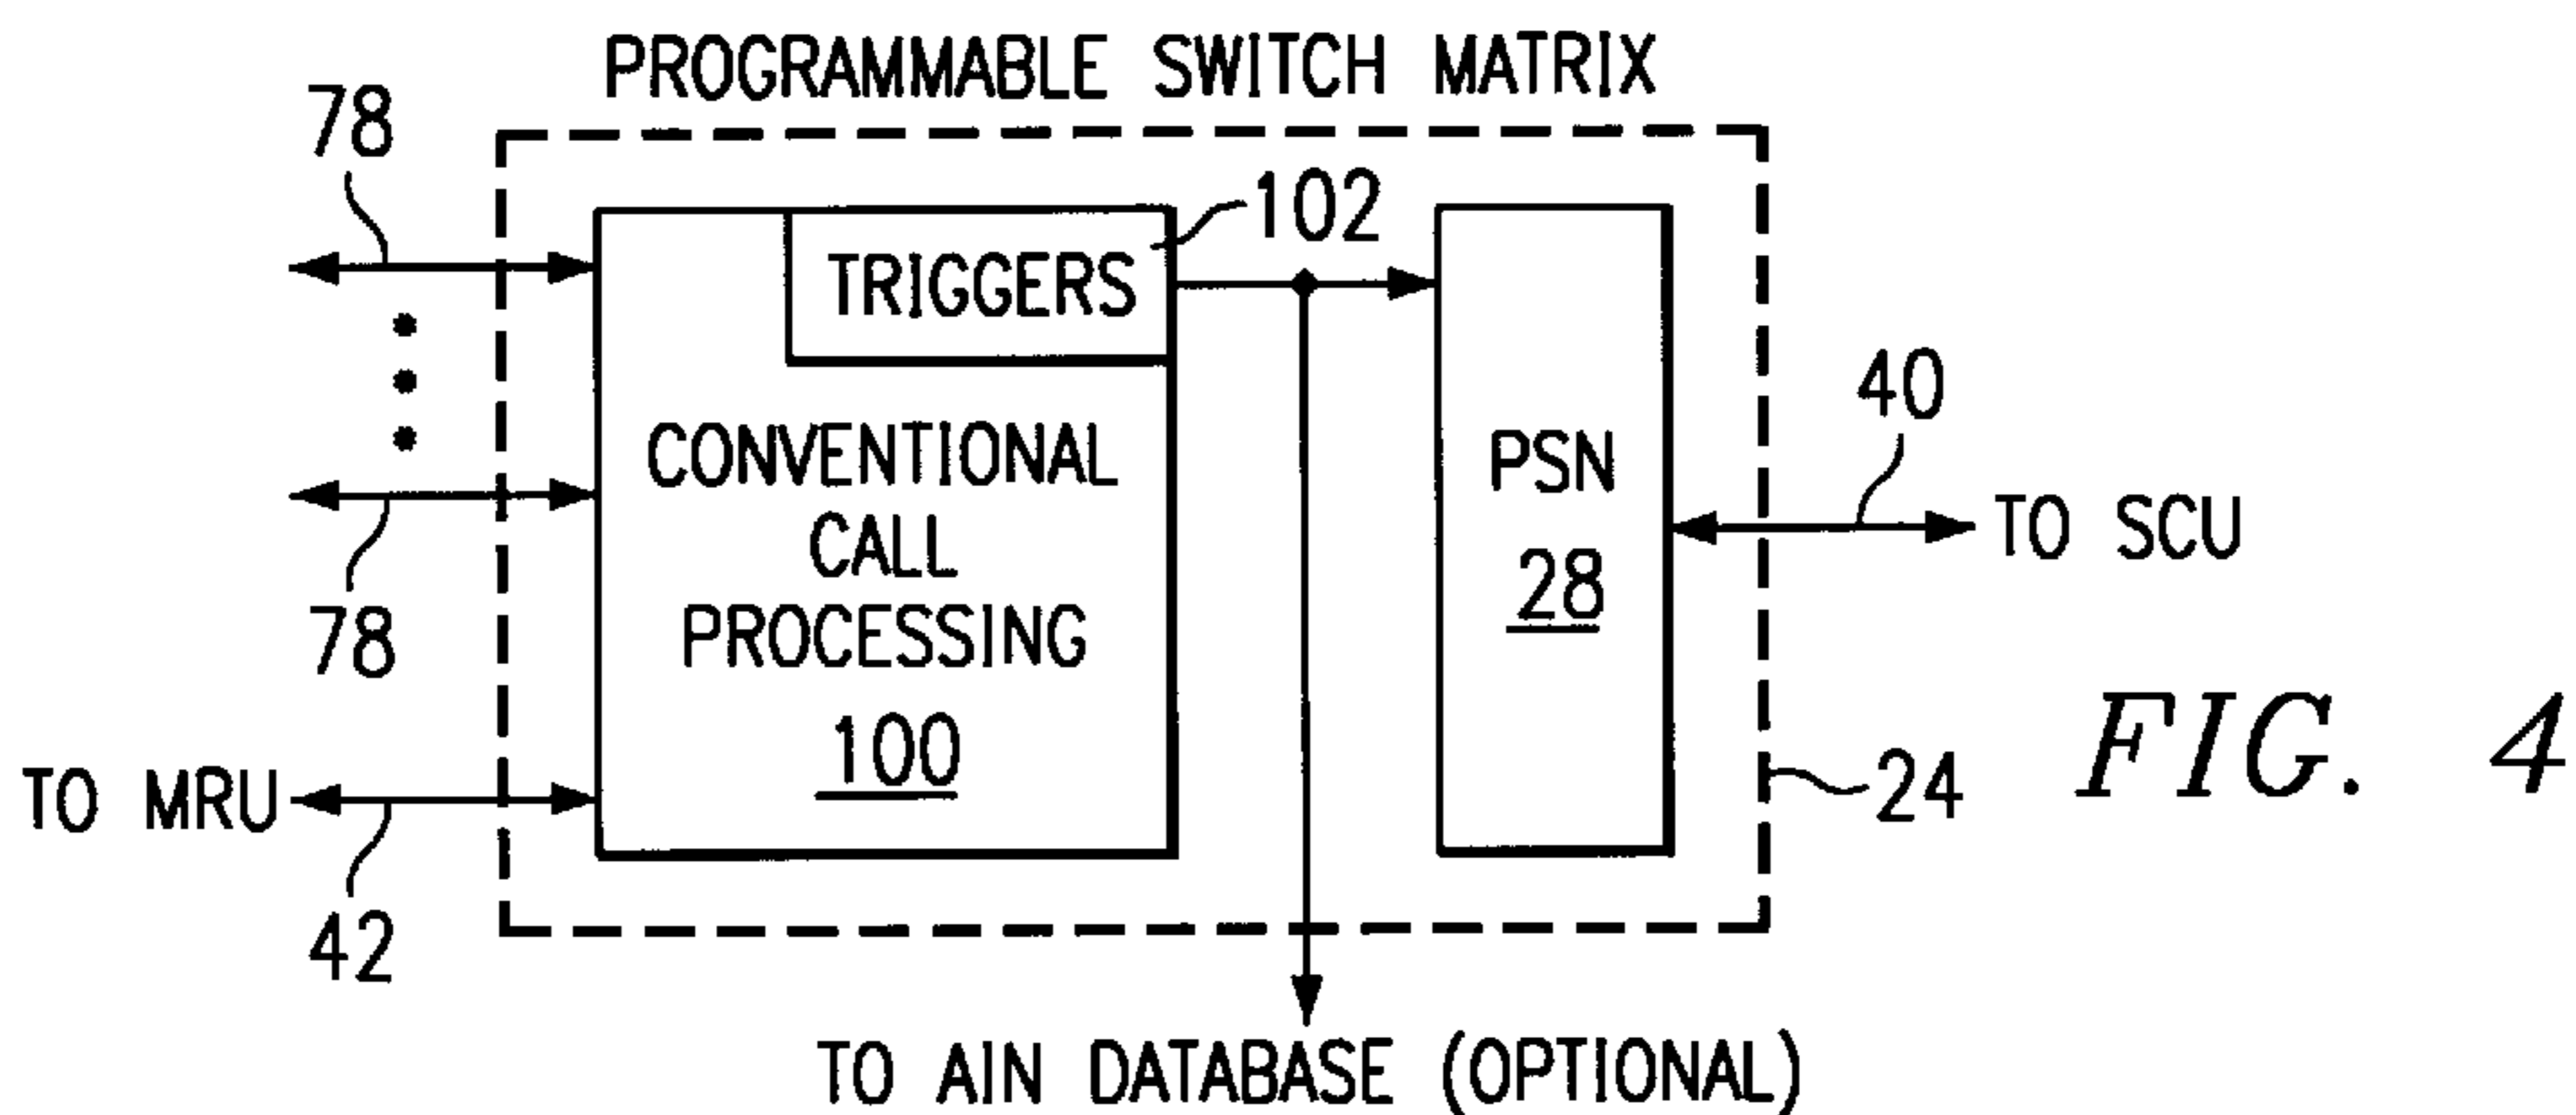 PROGRAMMABLE SWITCH MATRIX
78
102
TRIGGERS
40
CONVENTIONAL
CALL
PROCESSING
100
PSN
28
TO SCU
78
TO MRU
42
24
FIG. 4
TO AIN DATABASE (OPTIONAL)